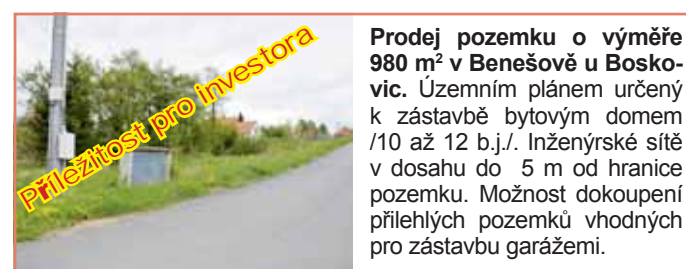 Příležitost pro investora
Prodej pozemku o výměře
980 m² v Benešově u Bosko-
vic. Územním plánem určený
k zástavbě bytovým domem
/10 až 12 b.j./. Inženýrské sítě
v dosahu do 5 m od hranice
pozemku. Možnost dokoupení
přilehlých pozemků vhodných
pro zástavbu garážemi.